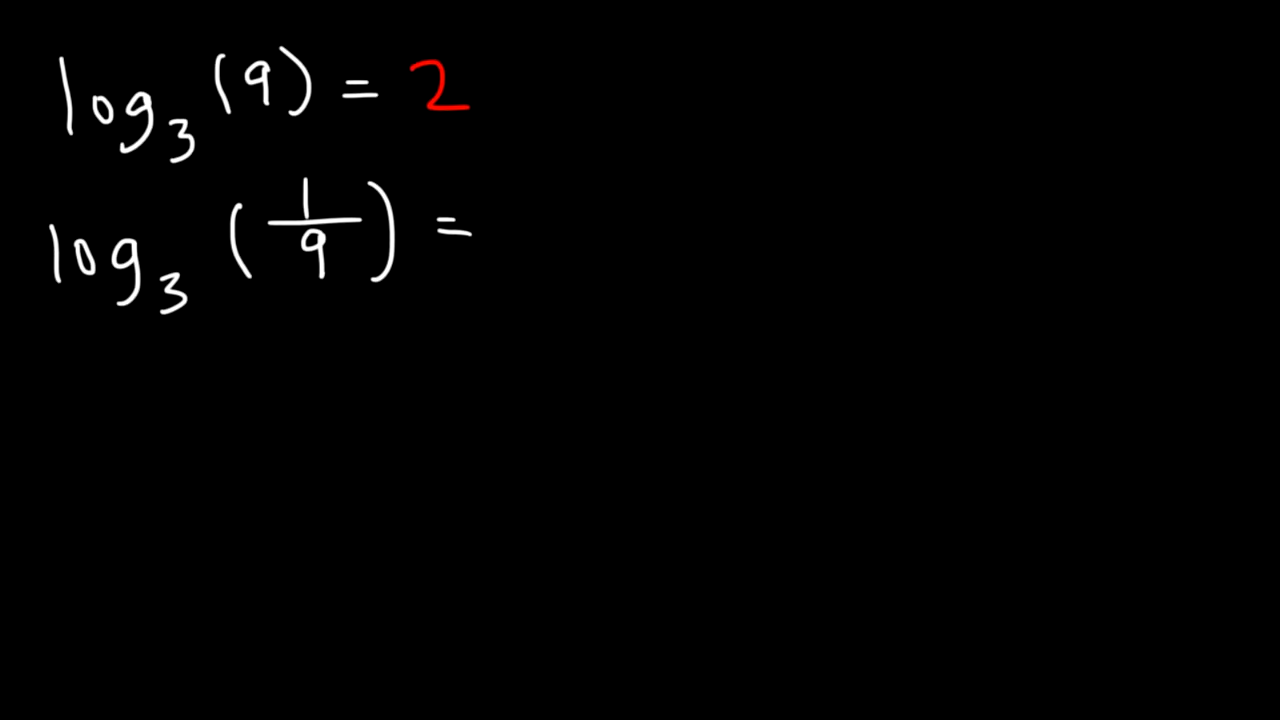 log₃(9) = 2
log₃(1/9) =